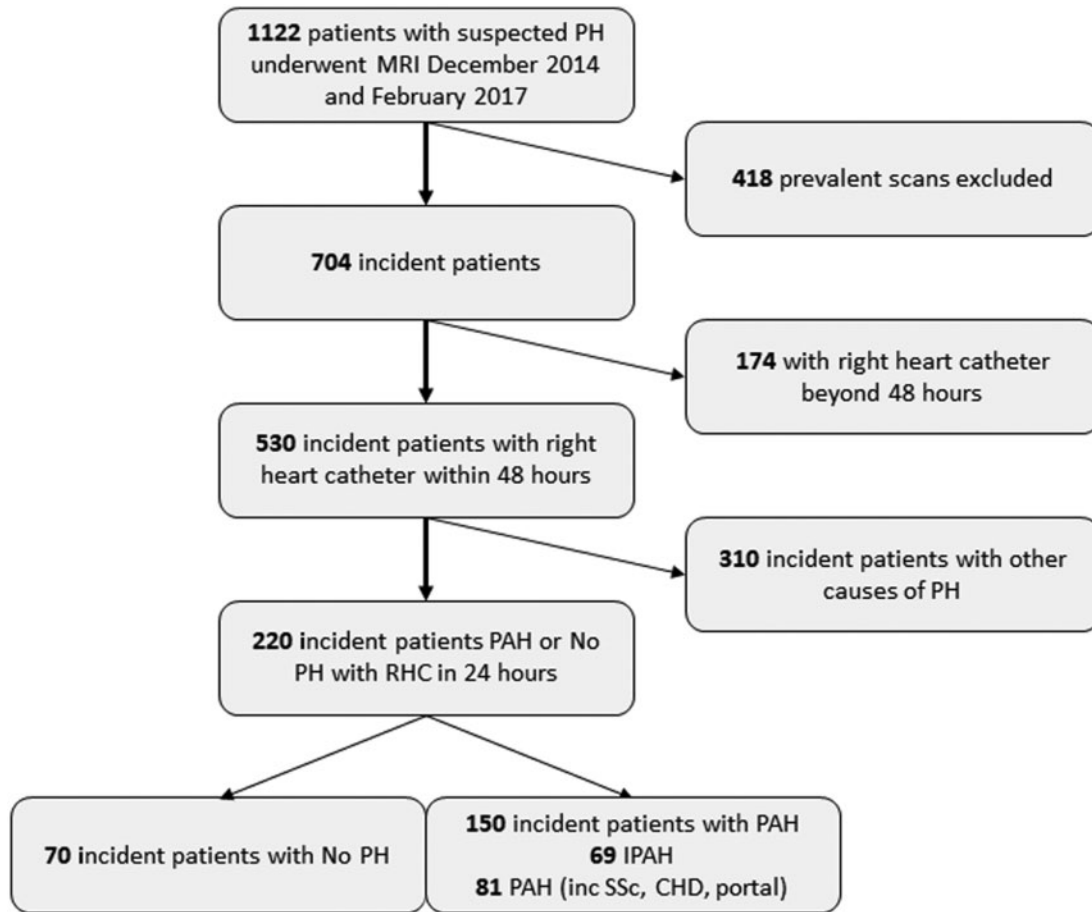 1122 patients with suspected PH
underwent MRI December 2014
and February 2017
418 prevalent scans excluded
704 incident patients
174 with right heart catheter
beyond 48 hours
530 incident patients with right
heart catheter within 48 hours
310 incident patients with other
causes of PH
220 incident patients PAH or No
PH with RHC in 24 hours
70 incident patients with No PH
150 incident patients with PAH
69 IPAH
81 PAH (inc SSc, CHD, portal)